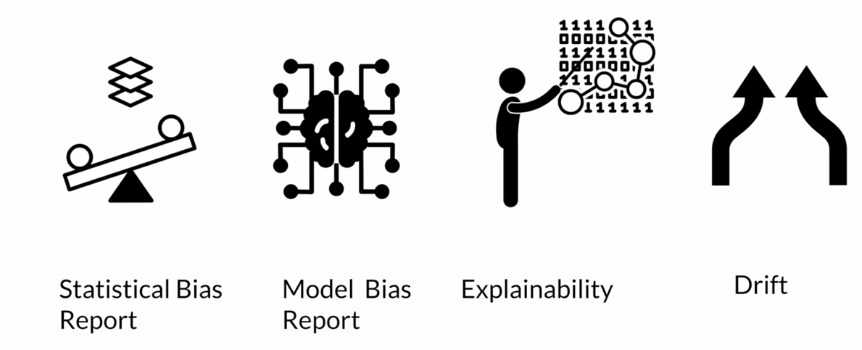 Statistical Bias
Report
Model Bias
Report
Explainability
Drift